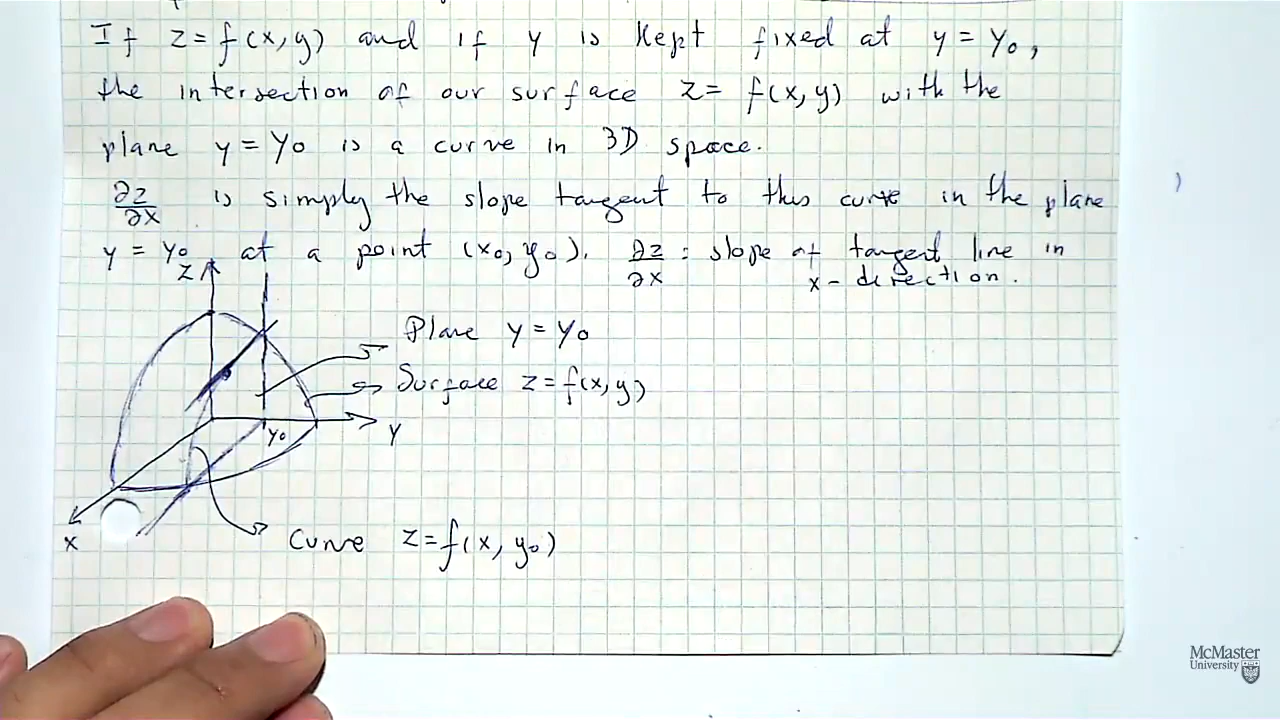 If z = f(x, y) and if y is kept fixed at y = y₀,
the intersection of our surface z = f(x, y) with the
plane y = y₀ is a curve in 3D space.
∂z/∂x is simply the slope tangent to this curve in the plane
y = y₀ at a point (x₀, y₀). ∂z/∂x : slope of tangent line in
x - direction.
z
Plane y = y₀
Surface z = f(x, y)
y₀
y
x
Curve z = f(x, y₀)
McMaster
University